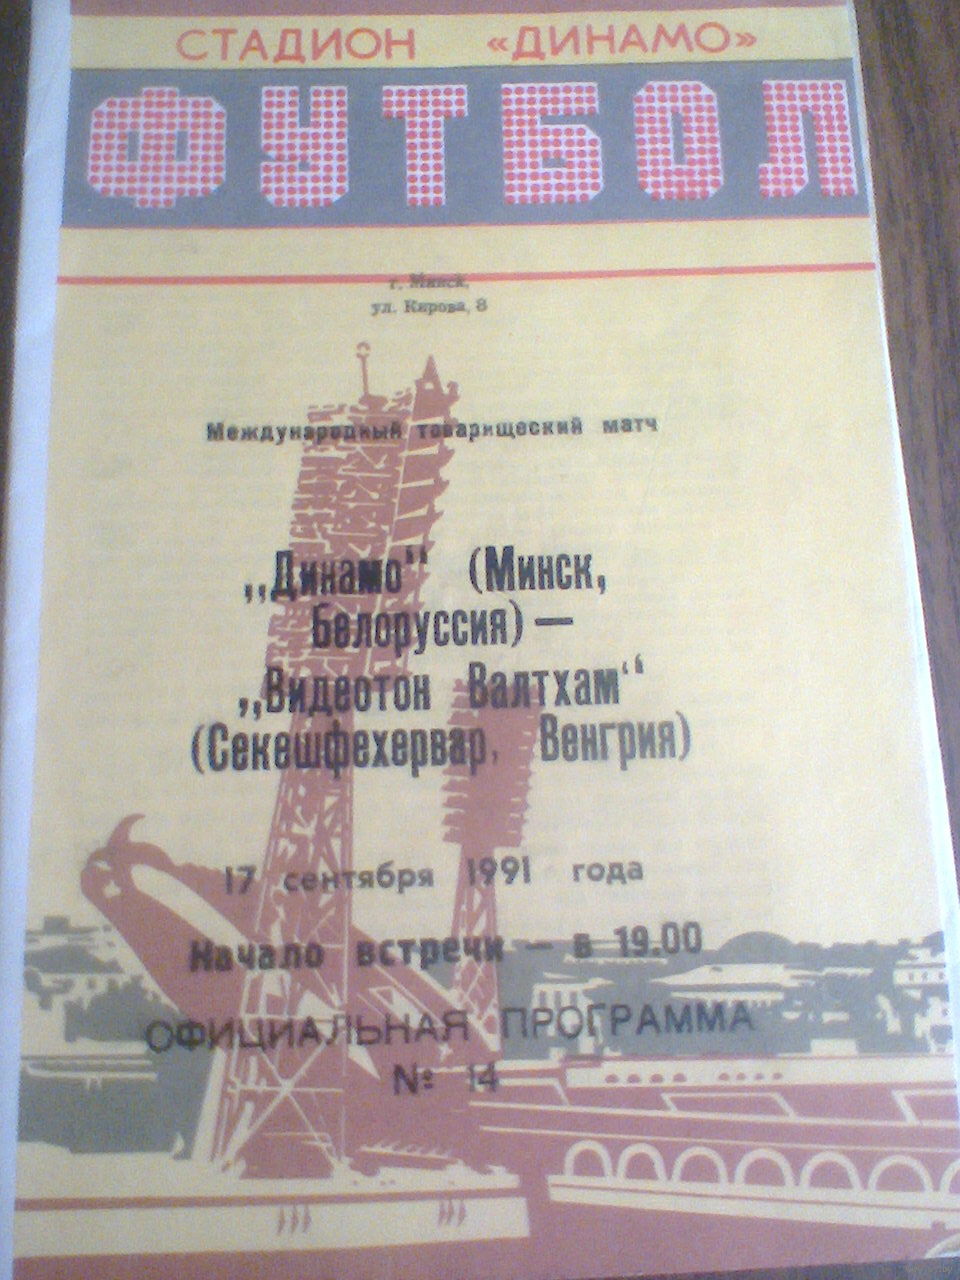 СТАДИОН «ДИНАМО»
ФУТБОЛ
г. Минск,
ул. Кирова, 8
Международный товарищеский матч
„Динамо“ (Минск,
Белоруссия) —
„Видеотон Валтхам“
(Секешфехервар, Венгрия)
17 сентября 1991 года
Начало встречи — в 19.00
ОФИЦИАЛЬНАЯ ПРОГРАММА
№ 14